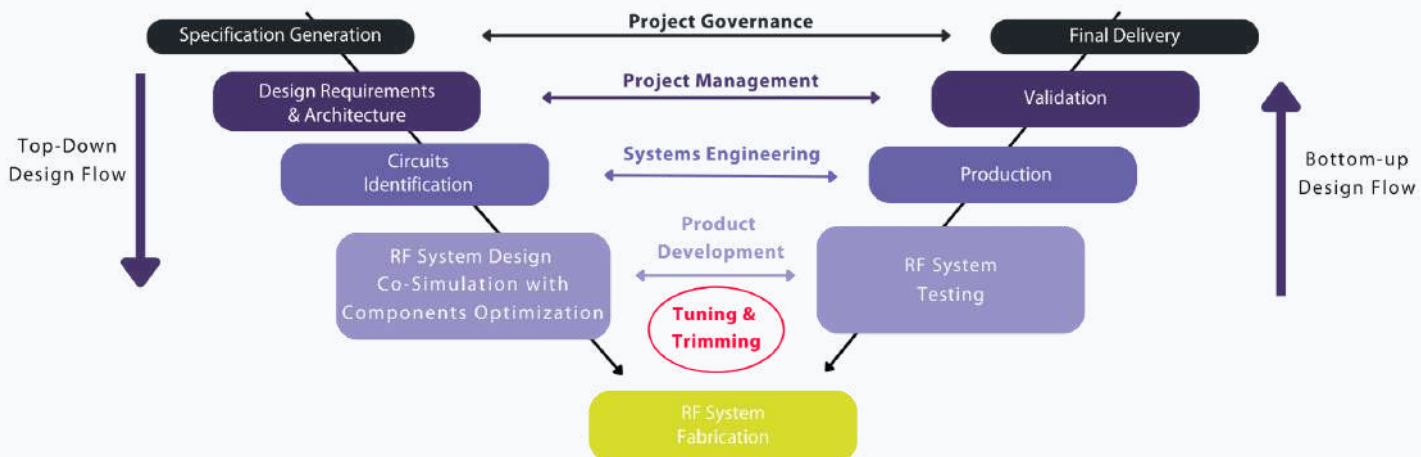 Project Governance
Specification Generation
Final Delivery
Project Management
Design Requirements
& Architecture
Validation
Top-Down
Design Flow
Systems Engineering
Circuits
Identification
Production
Bottom-up
Design Flow
Product
Development
RF System Design
Co-Simulation with
Components Optimization
RF System
Testing
Tuning &
Trimming
RF System
Fabrication